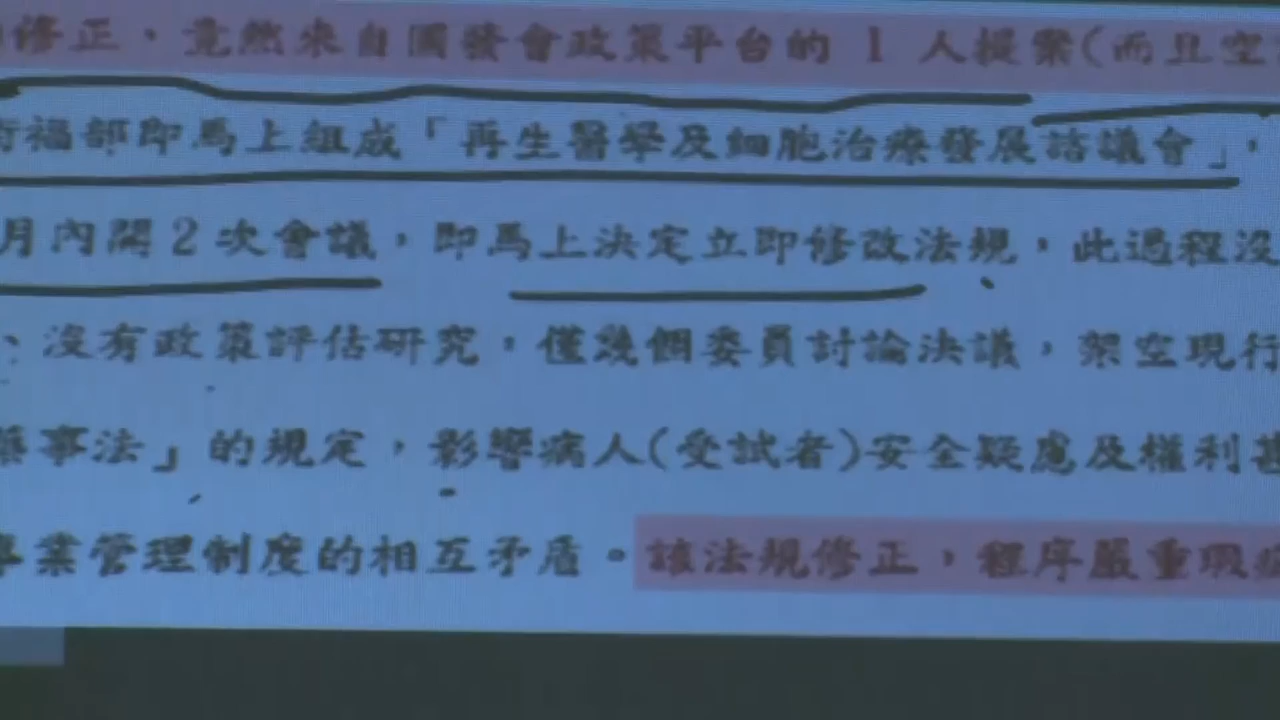 修正，竟然來自國發會政策平台的 1 人提案(而且空
福部即馬上組成「再生醫學及細胞治療發展諮議會」，
月內開 2 次會議，即馬上決定立即修改法規，此過程沒
、沒有政策評估研究，僅幾個委員討論決議，架空現行
藥事法」的規定，影響病人(受試者)安全疑慮及權利甚
事業管理制度的相互矛盾。讓法規修正，程序嚴重瑕疵